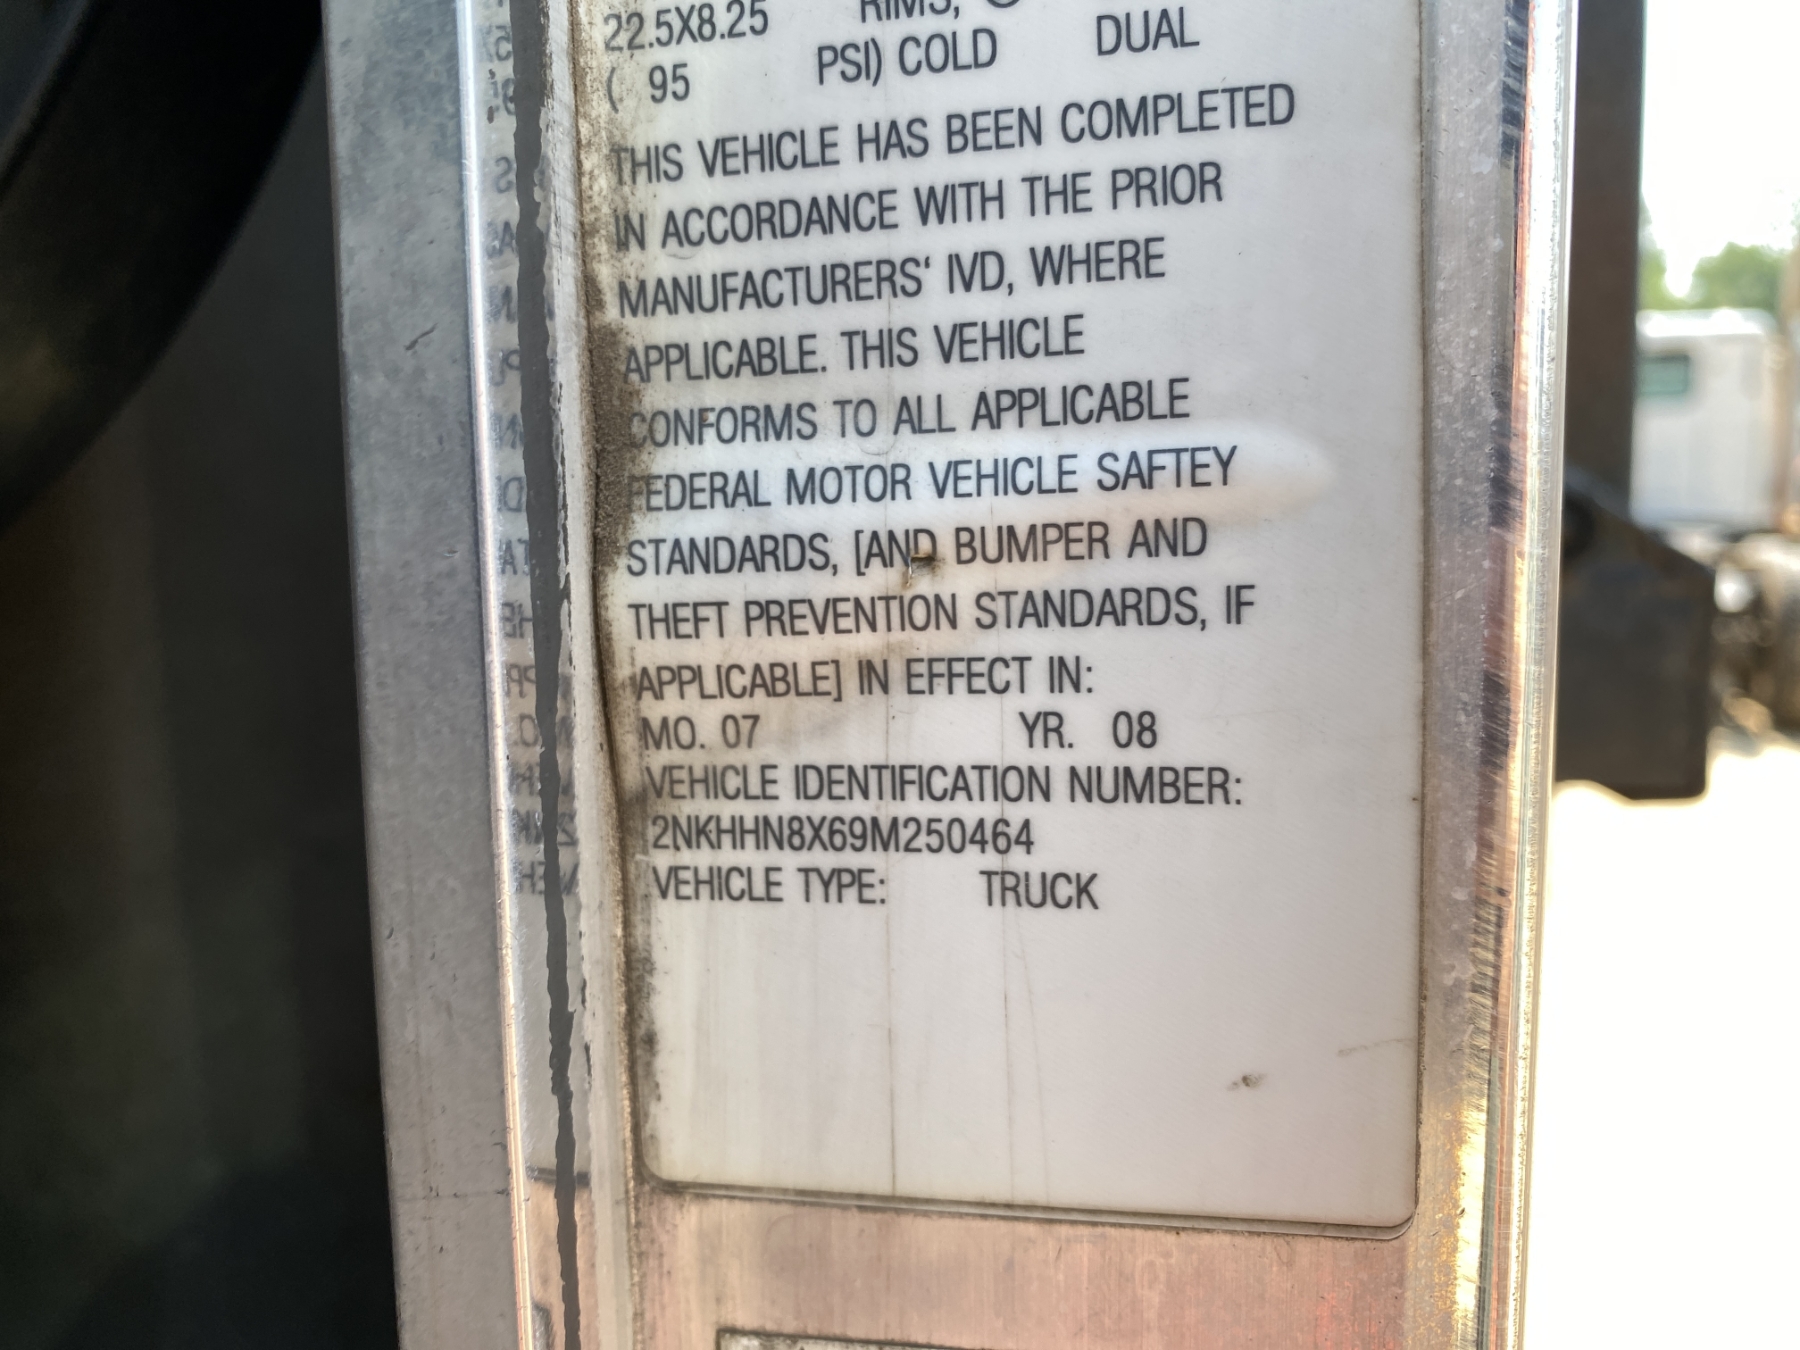 22.5X8.25 RIMS,
( 95 PSI) COLD DUAL
THIS VEHICLE HAS BEEN COMPLETED
IN ACCORDANCE WITH THE PRIOR
MANUFACTURERS' IVD, WHERE
APPLICABLE. THIS VEHICLE
CONFORMS TO ALL APPLICABLE
FEDERAL MOTOR VEHICLE SAFTEY
STANDARDS, [AND BUMPER AND
THEFT PREVENTION STANDARDS, IF
APPLICABLE] IN EFFECT IN:
MO. 07 YR. 08
VEHICLE IDENTIFICATION NUMBER:
2NKHHN8X69M250464
VEHICLE TYPE: TRUCK